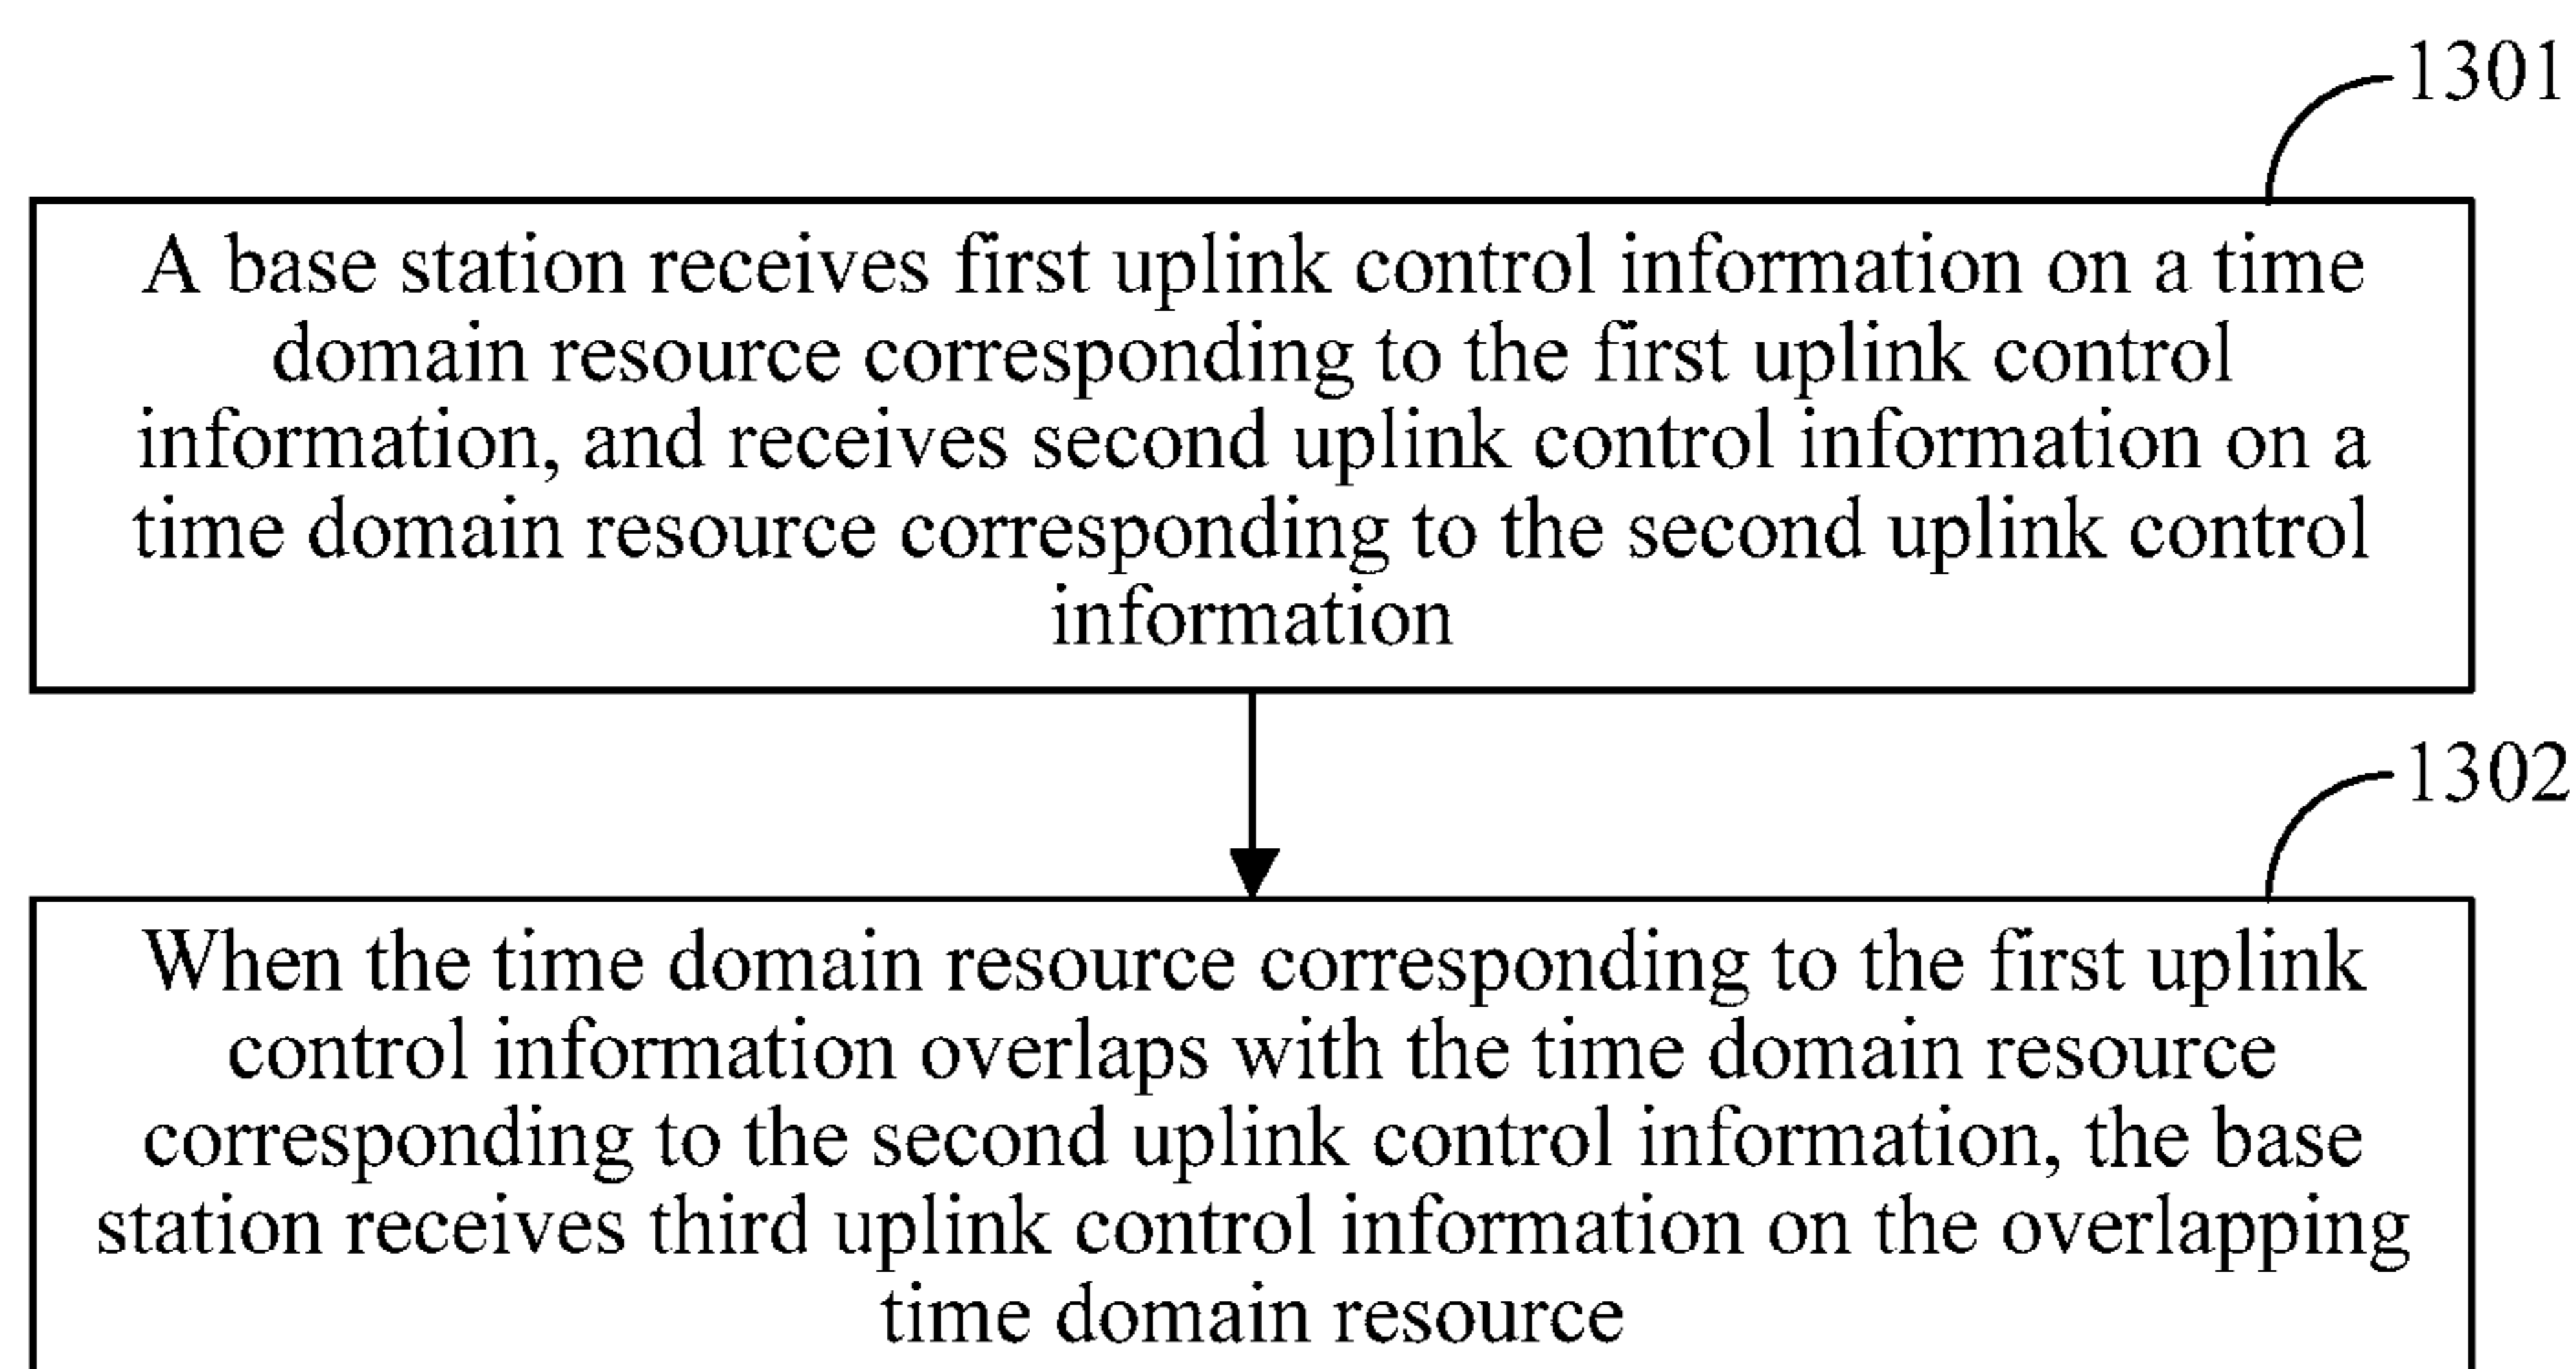 1301
A base station receives first uplink control information on a time
domain resource corresponding to the first uplink control
information, and receives second uplink control information on a
time domain resource corresponding to the second uplink control
information
1302
When the time domain resource corresponding to the first uplink
control information overlaps with the time domain resource
corresponding to the second uplink control information, the base
station receives third uplink control information on the overlapping
time domain resource